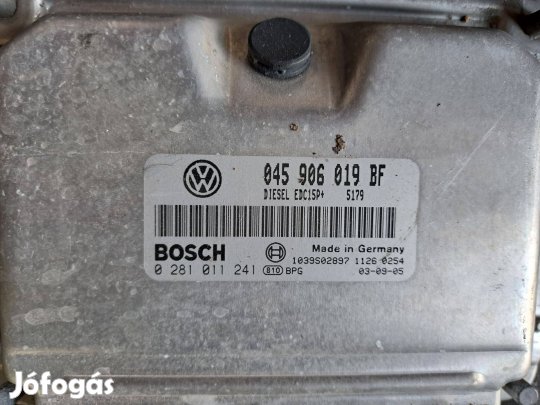 045 906 019 BF
DIESEL EDC15P+ 5179
BOSCH
Made in Germany
1039S02897 1126 0254
0 281 011 241 810 BPG 03-09-05
Jófogás